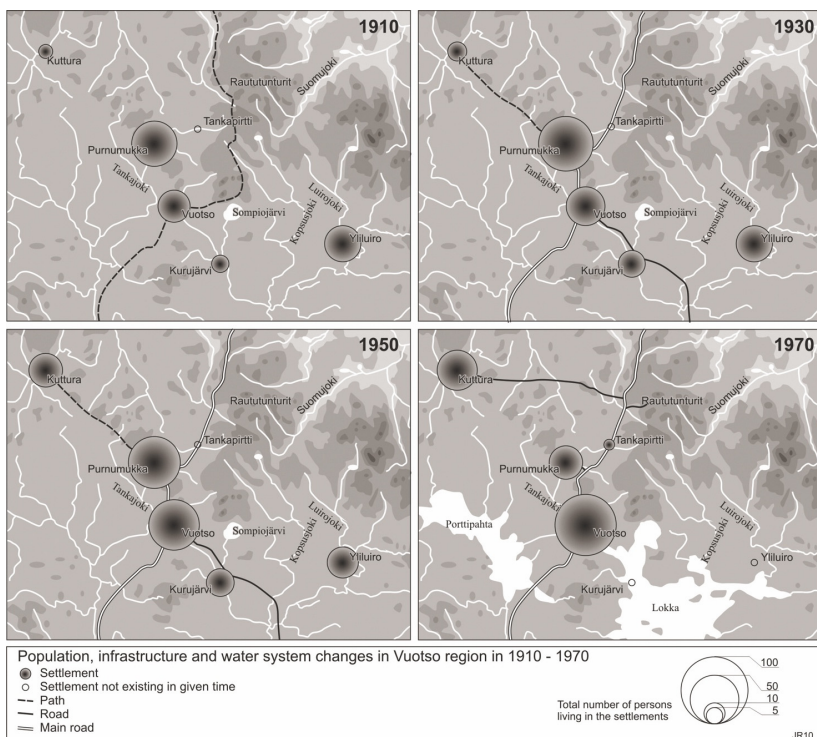 1910
Kuttura
Raututunturit
Suomujoki
Tankapirtti
Purnumukka
Tankajoki
Luirojoki
Kopsusjoki
Vuotso
Sompiojärvi
Yliluiro
Kurujärvi
1930
Kuttura
Raututunturit
Suomujoki
Tankapirtti
Purnumukka
Tankajoki
Luirojoki
Kopsusjoki
Vuotso
Sompiojärvi
Yliluiro
Kurujärvi
1950
Kuttura
Raututunturit
Suomujoki
Tankapirtti
Purnumukka
Tankajoki
Luirojoki
Kopsusjoki
Vuotso
Sompiojärvi
Yliluiro
Kurujärvi
1970
Kuttura
Raututunturit
Suomujoki
Tankapirtti
Purnumukka
Tankajoki
Luirojoki
Kopsusjoki
Porttipahta
Vuotso
Yliluiro
Kurujärvi
Lokka
Population, infrastructure and water system changes in Vuotso region in 1910 - 1970
Settlement
Settlement not existing in given time
Path
Road
Main road
Total number of persons
living in the settlements
100
50
10
5
JR10